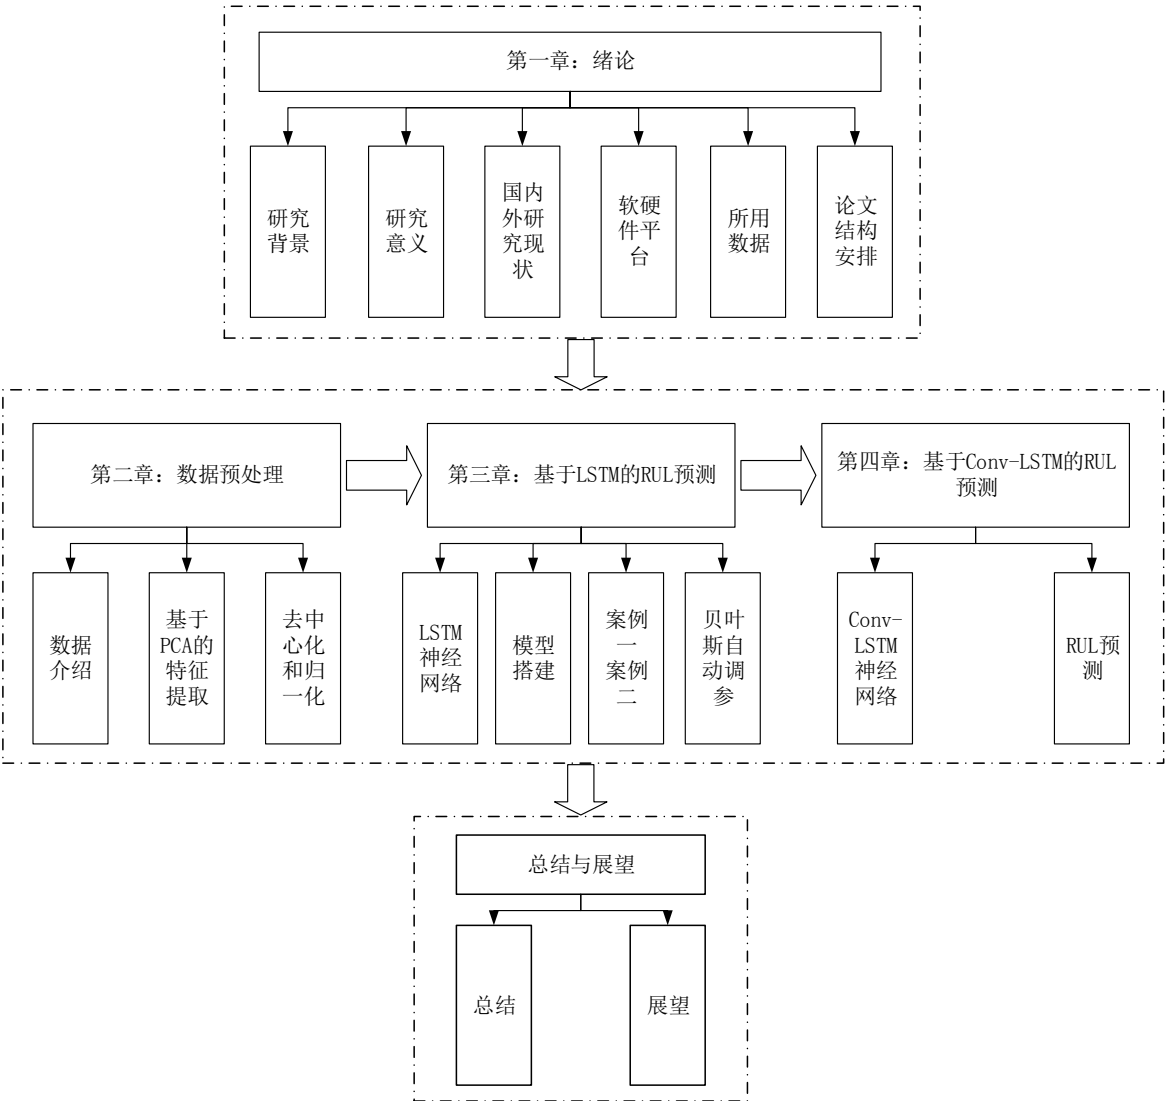 第一章：绪论
研究
背景
研究
意义
国内
外研
究现
状
软硬
件平
台
所用
数据
论文
结构
安排
第二章：数据预处理
第三章：基于LSTM的RUL预测
第四章：基于Conv-LSTM的RUL
预测
数据
介绍
基于
PCA的
特征
提取
去中
心化
和归
一化
LSTM
神经
网络
模型
搭建
案例
一
案例
二
贝叶
斯自
动调
参
Conv-
LSTM
神经
网络
RUL预
测
总结与展望
总结
展望